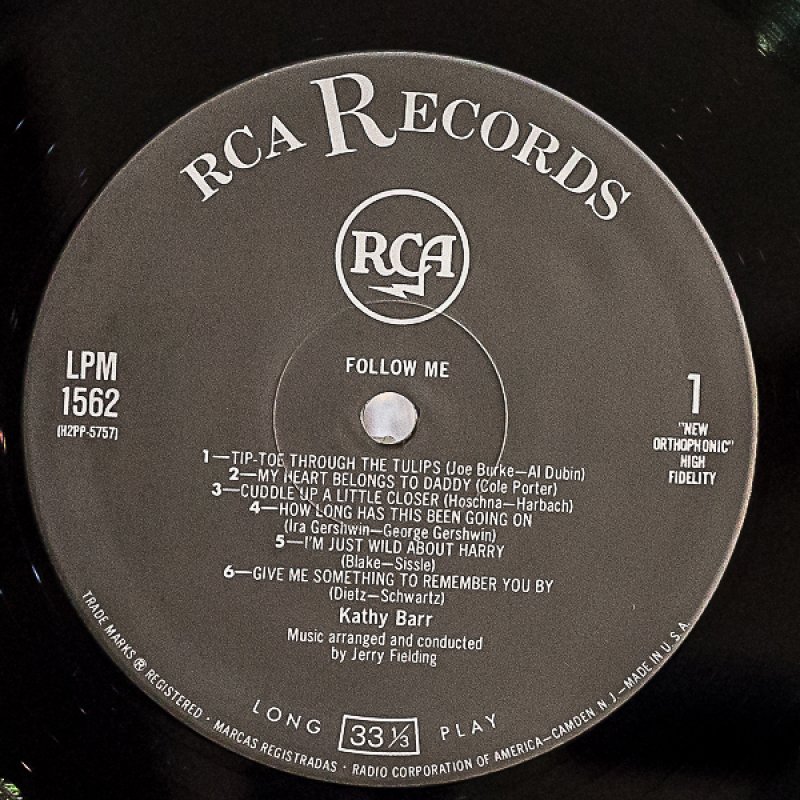 RCA RECORDS
RCA
FOLLOW ME
LPM
1562
(H2PP-5757)
1
"NEW
ORTHOPHONIC"
HIGH
FIDELITY
1—TIP-TOE THROUGH THE TULIPS (Joe Burke—Al Dubin)
2—MY HEART BELONGS TO DADDY (Cole Porter)
3—CUDDLE UP A LITTLE CLOSER (Hoschna—Harbach)
4—HOW LONG HAS THIS BEEN GOING ON
(Ira Gershwin—George Gershwin)
5—I'M JUST WILD ABOUT HARRY
(Blake—Sissle)
6—GIVE ME SOMETHING TO REMEMBER YOU BY
(Dietz—Schwartz)
Kathy Barr
Music arranged and conducted
by Jerry Fielding
LONG 33 1/3 PLAY
TRADE MARKS ® REGISTERED · MARCAS REGISTRADAS · RADIO CORPORATION OF AMERICA—CAMDEN N J.—MADE IN U.S.A.